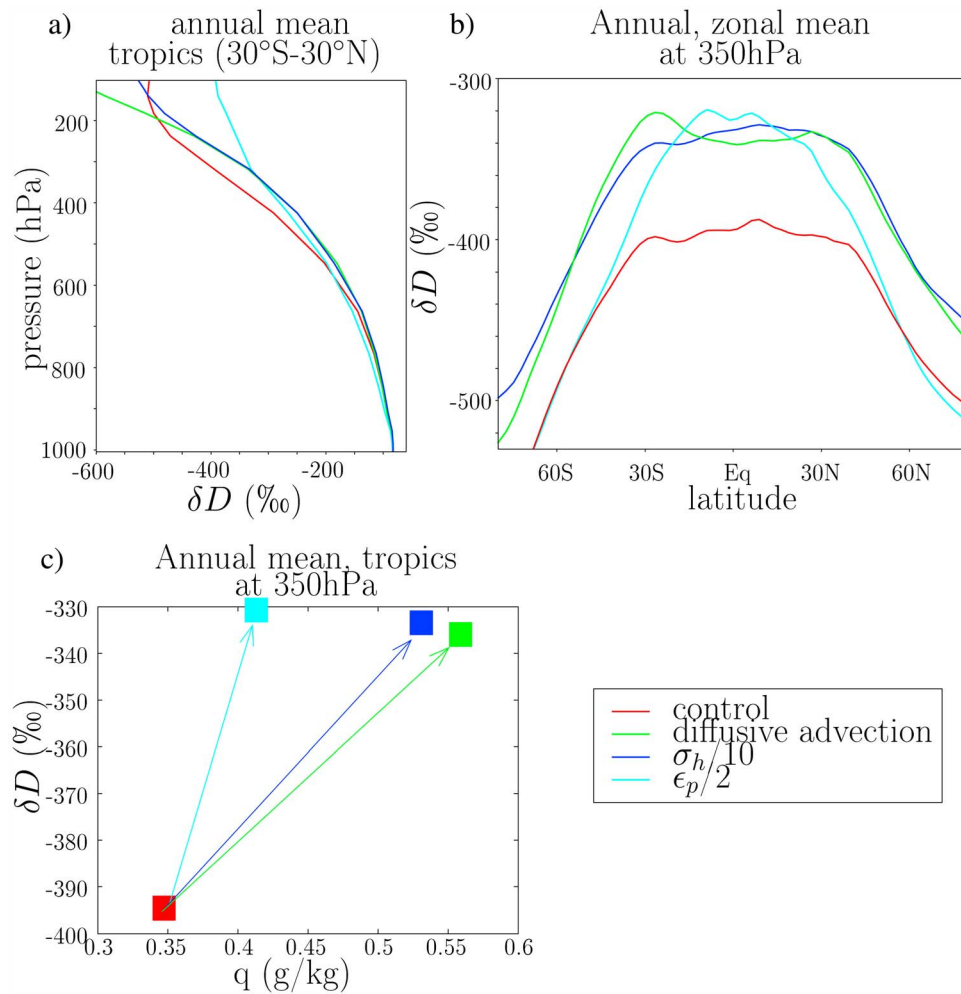 a)
annual mean
tropics (30°S-30°N)
pressure (hPa)
200
400
600
800
1000
-600
-400
-200
δD (‰)
b)
Annual, zonal mean
at 350hPa
δD (‰)
-300
-400
-500
60S
30S
Eq
30N
60N
latitude
c)
Annual mean, tropics
at 350hPa
δD (‰)
-330
-340
-350
-360
-370
-380
-390
-400
0.3
0.35
0.4
0.45
0.5
0.55
0.6
q (g/kg)
control
diffusive advection
σh/10
ϵp/2